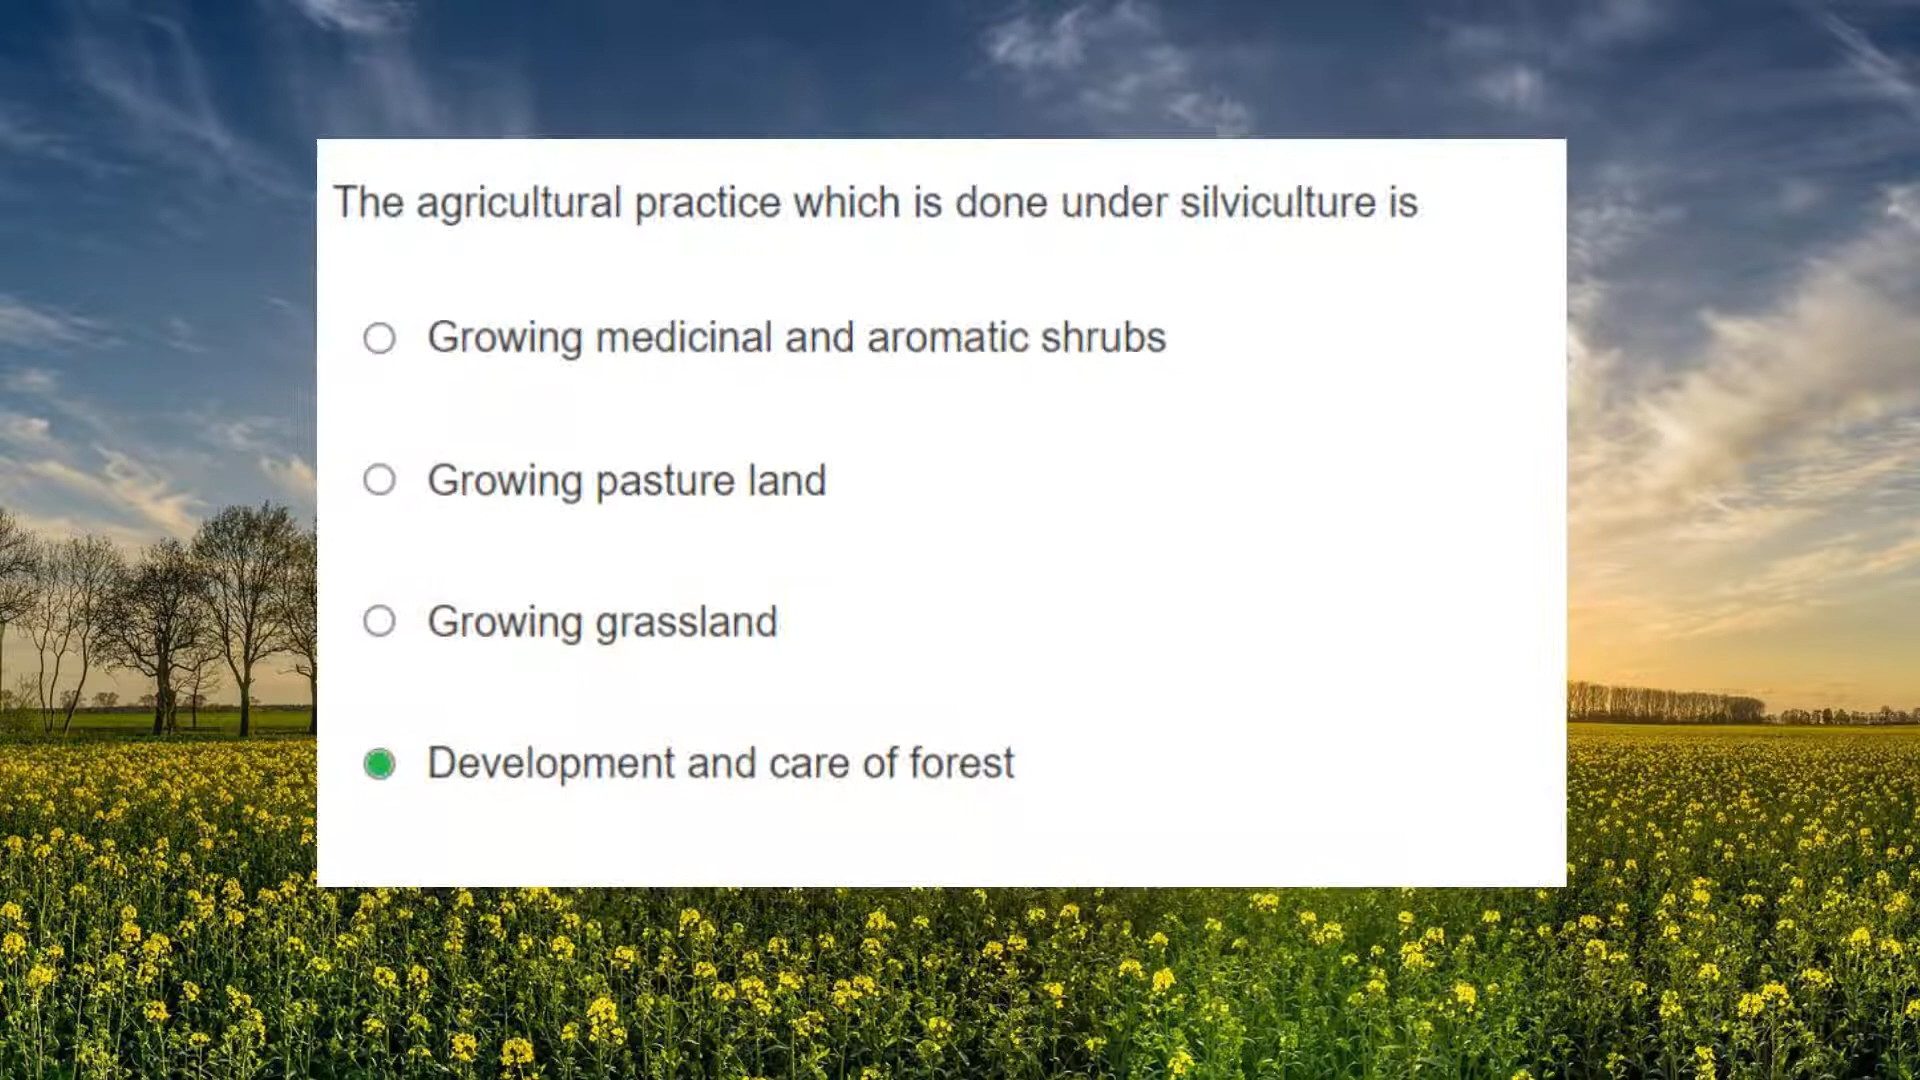 The agricultural practice which is done under silviculture is
Growing medicinal and aromatic shrubs
Growing pasture land
Growing grassland
Development and care of forest